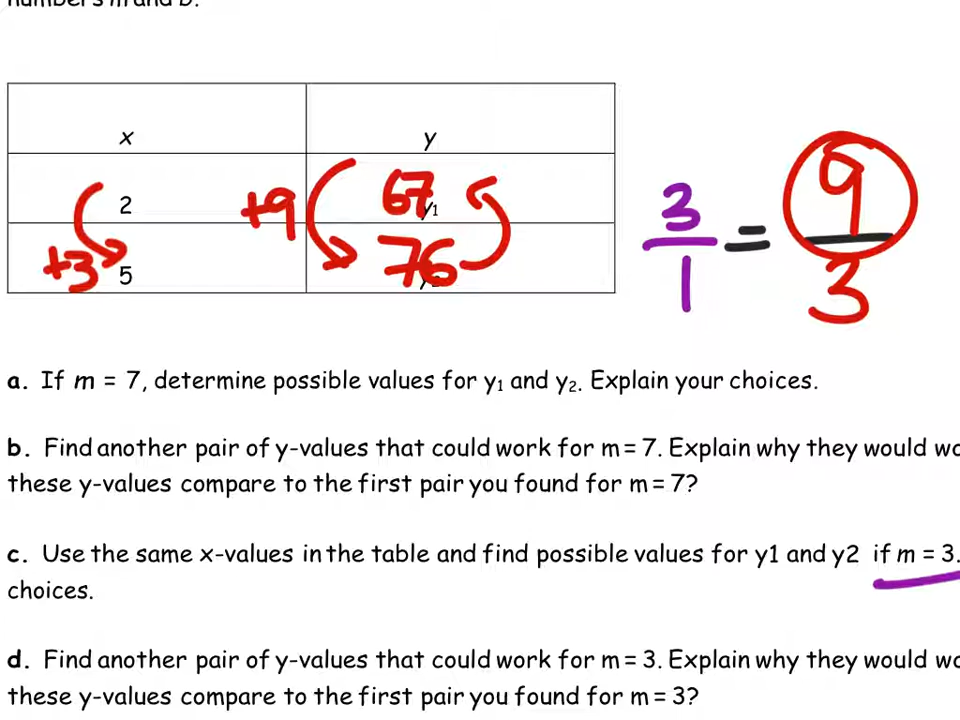 numbers m and b.
x y
2 +9 67 y1
+3 5 76
3/1 = 9/3
a. If m = 7, determine possible values for y1 and y2. Explain your choices.
b. Find another pair of y-values that could work for m = 7. Explain why they would wo
these y-values compare to the first pair you found for m = 7?
c. Use the same x-values in the table and find possible values for y1 and y2 if m = 3.
choices.
d. Find another pair of y-values that could work for m = 3. Explain why they would wo
these y-values compare to the first pair you found for m = 3?